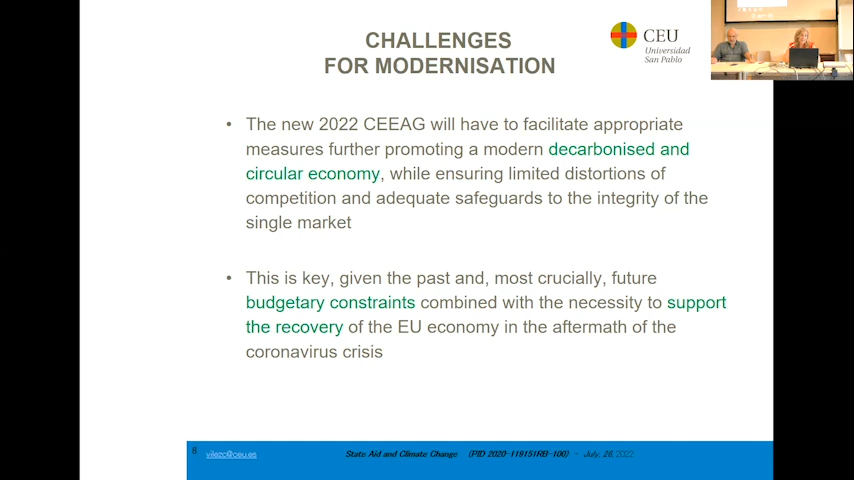 CHALLENGES
FOR MODERNISATION
CEU
Universidad
San Pablo
• The new 2022 CEEAG will have to facilitate appropriate
measures further promoting a modern decarbonised and
circular economy, while ensuring limited distortions of
competition and adequate safeguards to the integrity of the
single market
• This is key, given the past and, most crucially, future
budgetary constraints combined with the necessity to support
the recovery of the EU economy in the aftermath of the
coronavirus crisis
8 vilezc@ceu.es State Aid and Climate Change (PID 2020-119151RB-100) - July, 26, 2022